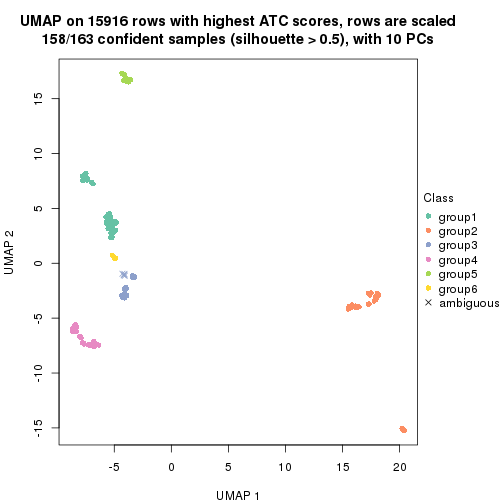 UMAP on 15916 rows with highest ATC scores, rows are scaled
158/163 confident samples (silhouette > 0.5), with 10 PCs
15
10
5
0
-5
-10
-15
UMAP 2
-5
0
5
10
15
20
UMAP 1
Class
group1
group2
group3
group4
group5
group6
ambiguous